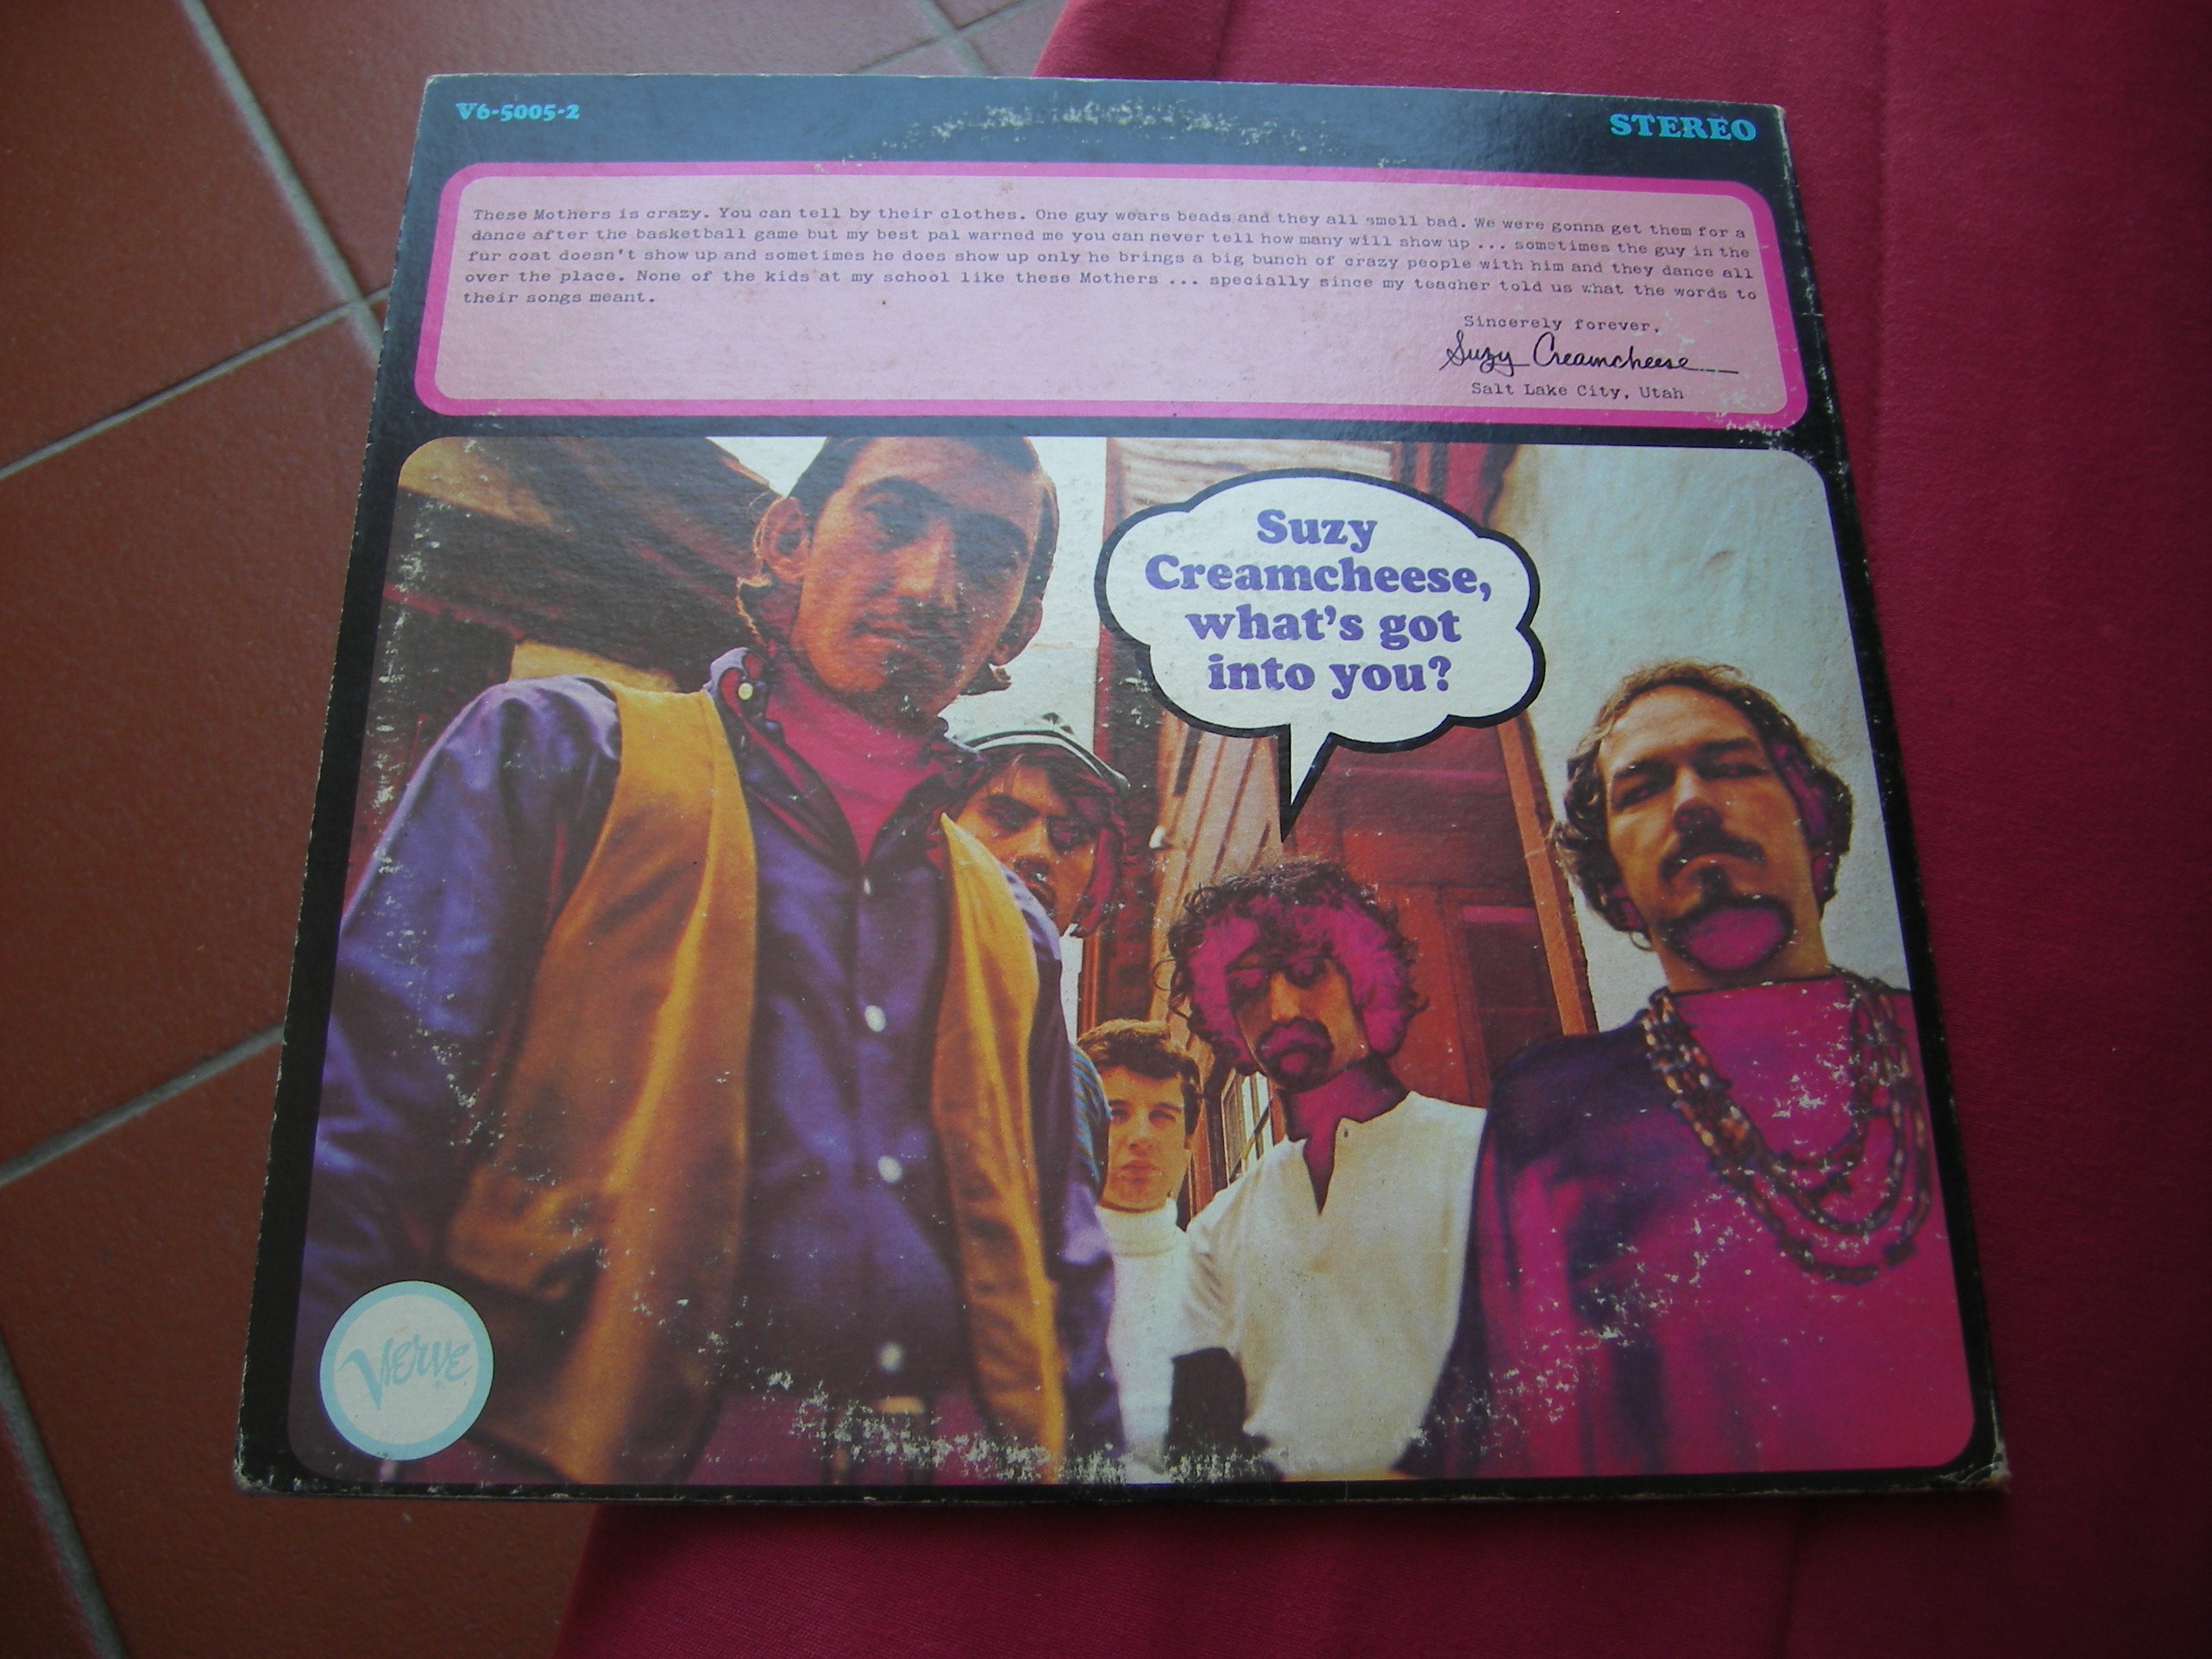 V6-5005-2
STEREO
These Mothers is crazy. You can tell by their clothes. One guy wears beads and they all smell bad. We were gonna get them for a
dance after the basketball game but my best pal warned me you can never tell how many will show up ... sometimes the guy in the
fur coat doesn't show up and sometimes he does show up only he brings a big bunch of crazy people with him and they dance all
over the place. None of the kids at my school like these Mothers ... specially since my teacher told us what the words to
their songs meant.
Sincerely forever,
Suzy Creamcheese
Salt Lake City, Utah
Suzy
Creamcheese,
what's got
into you?
Verve